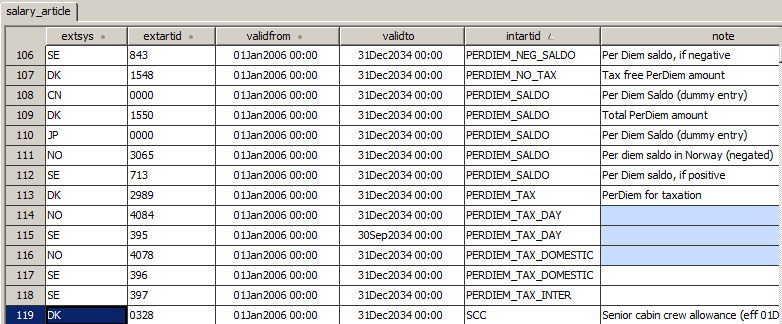 salary_article
extsys extartid validfrom validto intartid note
106 SE 843 01Jan2006 00:00 31Dec2034 00:00 PERDIEM_NEG_SALDO Per Diem saldo, if negative
107 DK 1548 01Jan2006 00:00 31Dec2034 00:00 PERDIEM_NO_TAX Tax free PerDiem amount
108 CN 0000 01Jan2006 00:00 31Dec2034 00:00 PERDIEM_SALDO Per Diem Saldo (dummy entry)
109 DK 1550 01Jan2006 00:00 31Dec2034 00:00 PERDIEM_SALDO Total PerDiem amount
110 JP 0000 01Jan2006 00:00 31Dec2034 00:00 PERDIEM_SALDO Per Diem Saldo (dummy entry)
111 NO 3065 01Jan2006 00:00 31Dec2034 00:00 PERDIEM_SALDO Per diem saldo in Norway (negated)
112 SE 713 01Jan2006 00:00 31Dec2034 00:00 PERDIEM_SALDO Per Diem saldo, if positive
113 DK 2989 01Jan2006 00:00 31Dec2034 00:00 PERDIEM_TAX PerDiem for taxation
114 NO 4084 01Jan2006 00:00 31Dec2034 00:00 PERDIEM_TAX_DAY
115 SE 395 01Jan2006 00:00 30Sep2034 00:00 PERDIEM_TAX_DAY
116 NO 4078 01Jan2006 00:00 31Dec2034 00:00 PERDIEM_TAX_DOMESTIC
117 SE 396 01Jan2006 00:00 31Dec2034 00:00 PERDIEM_TAX_DOMESTIC
118 SE 397 01Jan2006 00:00 31Dec2034 00:00 PERDIEM_TAX_INTER
119 DK 0328 01Jan2006 00:00 31Dec2034 00:00 SCC Senior cabin crew allowance (eff 01D